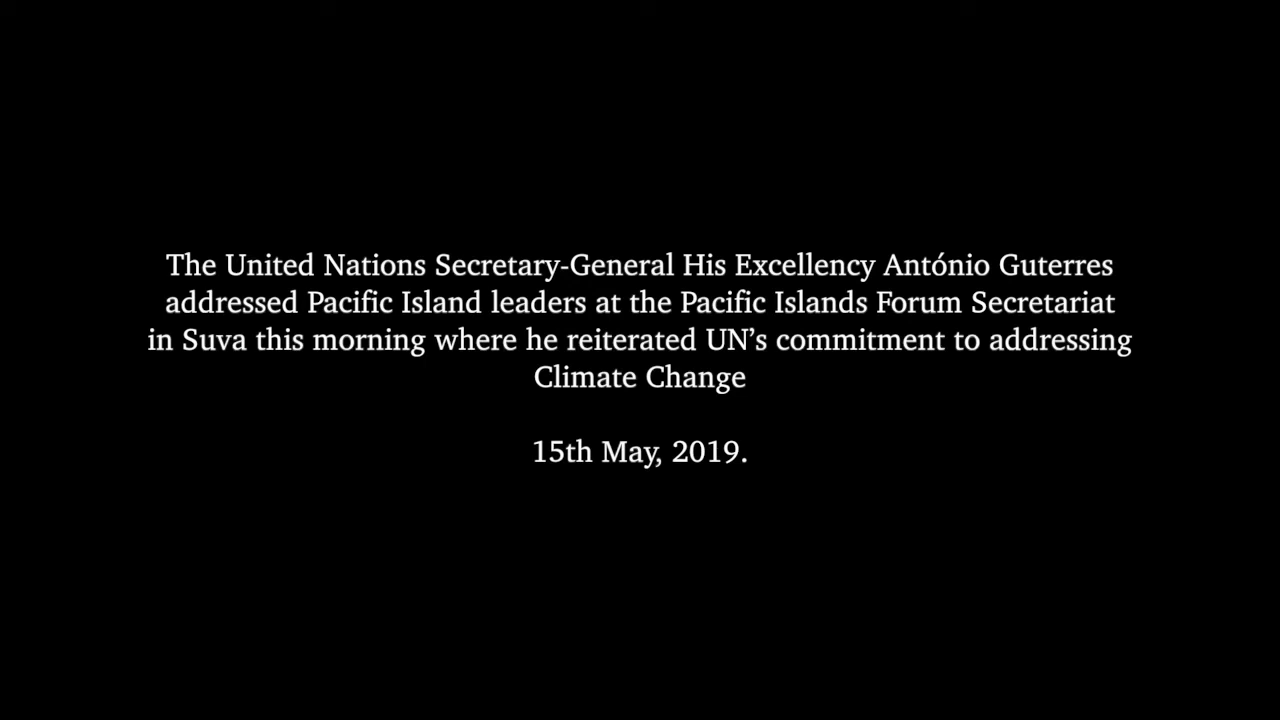 The United Nations Secretary-General His Excellency António Guterres
addressed Pacific Island leaders at the Pacific Islands Forum Secretariat
in Suva this morning where he reiterated UN’s commitment to addressing
Climate Change
15th May, 2019.